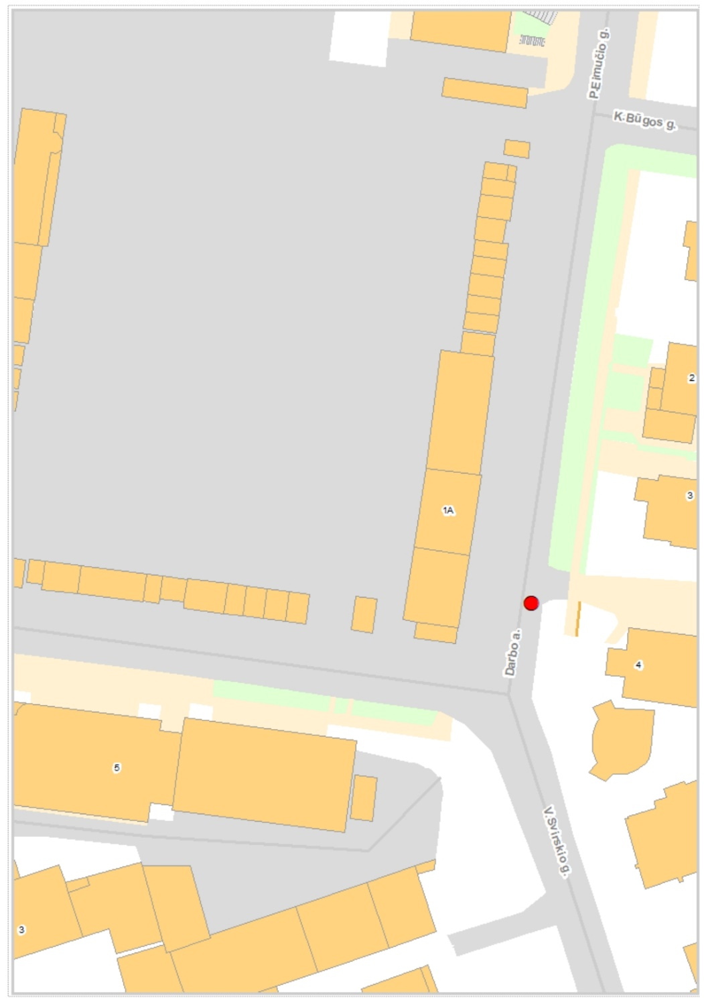 P.Eimučio g.
K.Būgos g.
2
3
1A
Darbo a.
4
5
V.Svirskio g.
3